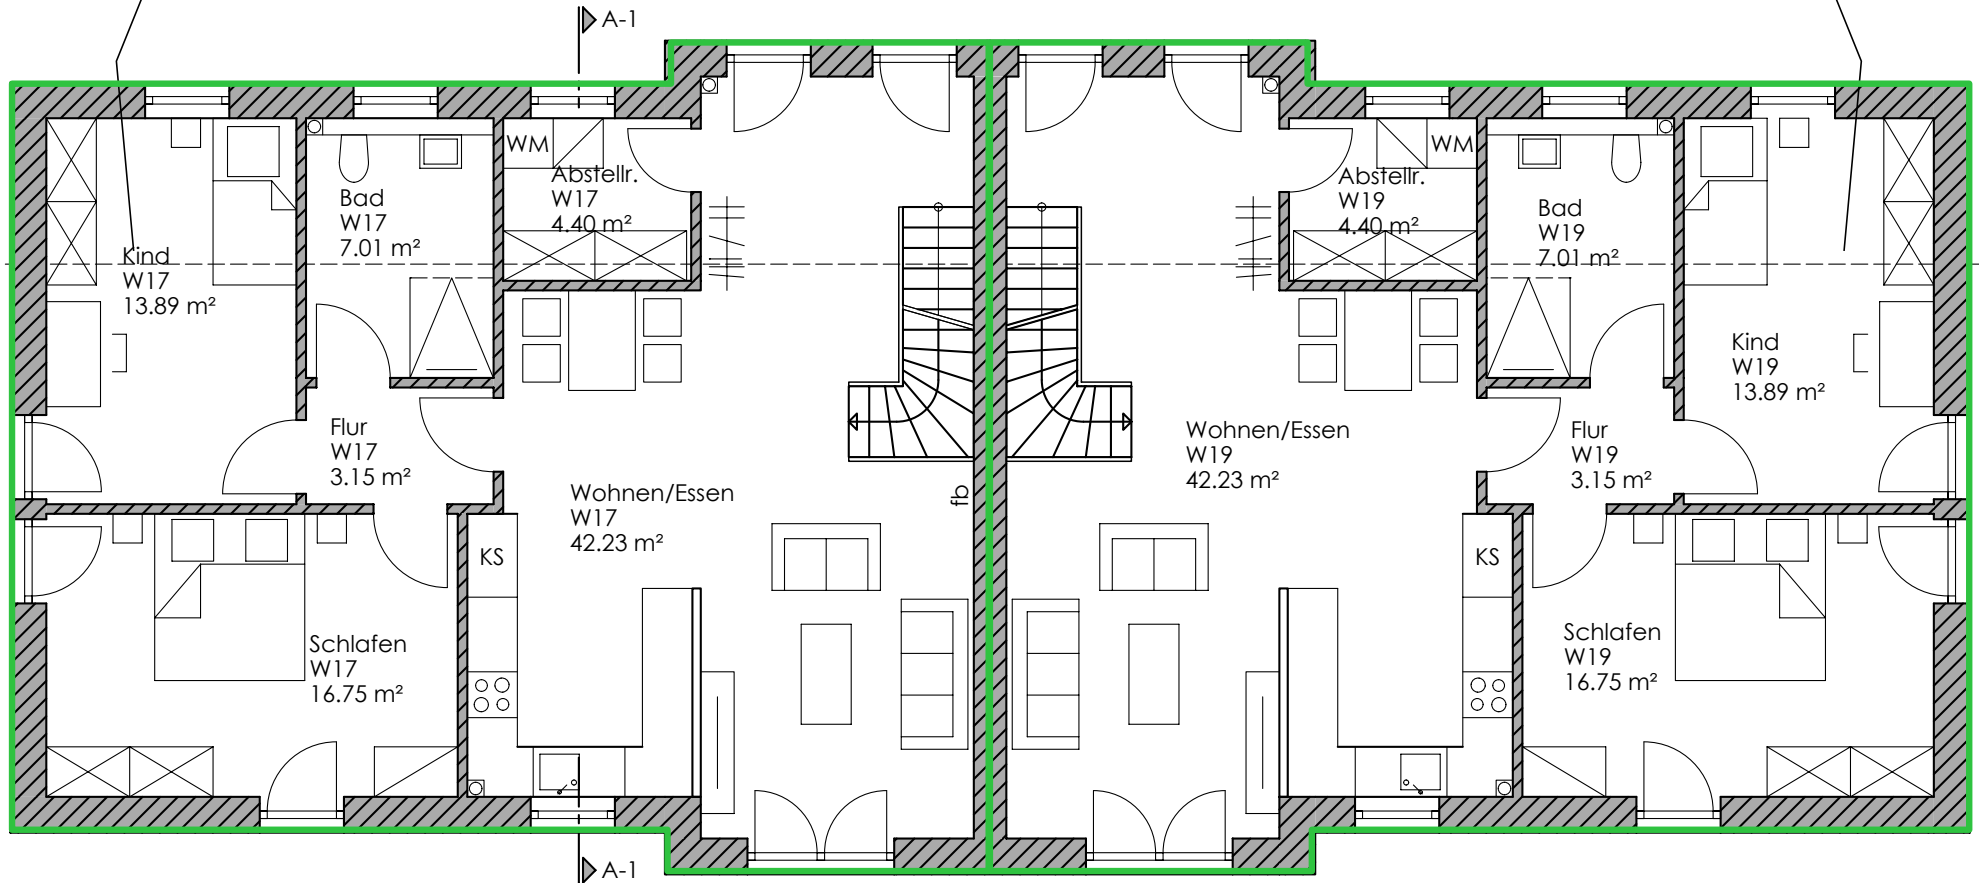 A-1
WM
Abstellr.
W17
4.40 m²
Bad
W17
7.01 m²
Kind
W17
13.89 m²
Flur
W17
3.15 m²
Wohnen/Essen
W17
42.23 m²
KS
Schlafen
W17
16.75 m²
fb
WM
Abstellr.
W19
4.40 m²
Bad
W19
7.01 m²
Kind
W19
13.89 m²
Wohnen/Essen
W19
42.23 m²
Flur
W19
3.15 m²
KS
Schlafen
W19
16.75 m²
A-1